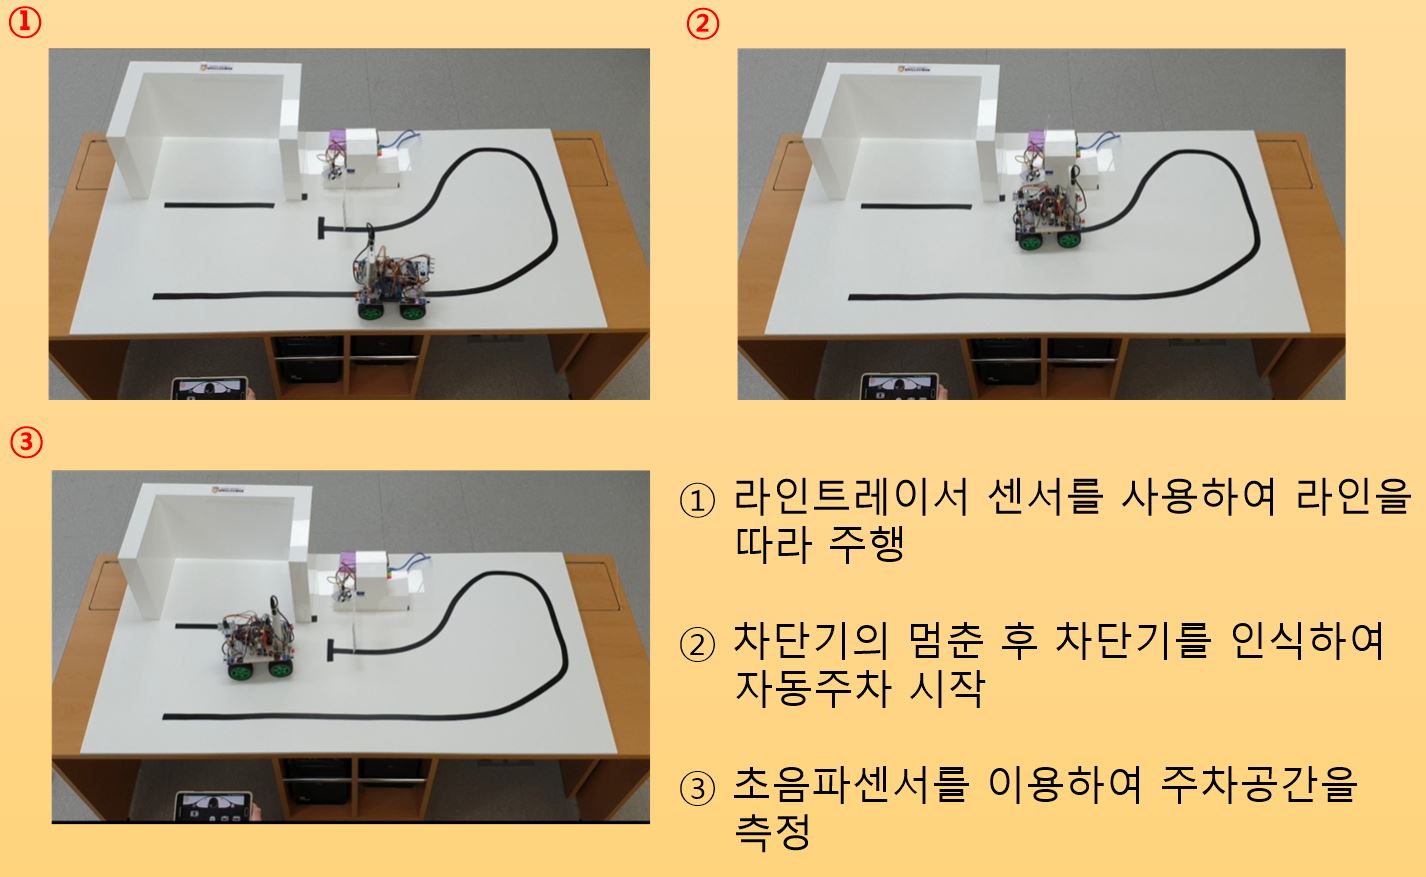 ①
②
③
① 라인트레이서 센서를 사용하여 라인을
따라 주행
② 차단기의 멈춘 후 차단기를 인식하여
자동주차 시작
③ 초음파센서를 이용하여 주차공간을
측정